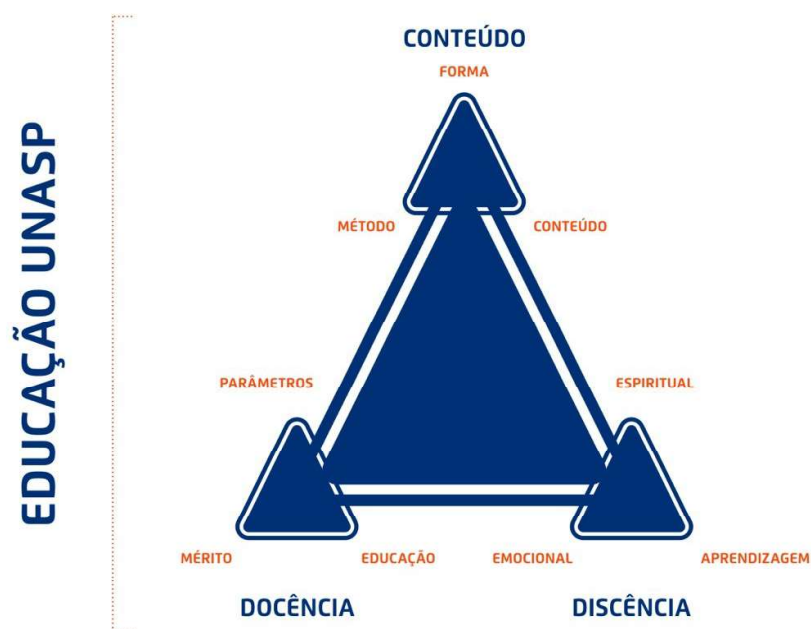 EDUCAÇÃO UNASP
CONTEÚDO
FORMA
MÉTODO
CONTEÚDO
PARÂMETROS
ESPIRITUAL
MÉRITO
EDUCAÇÃO
EMOCIONAL
APRENDIZAGEM
DOCÊNCIA
DISCÊNCIA